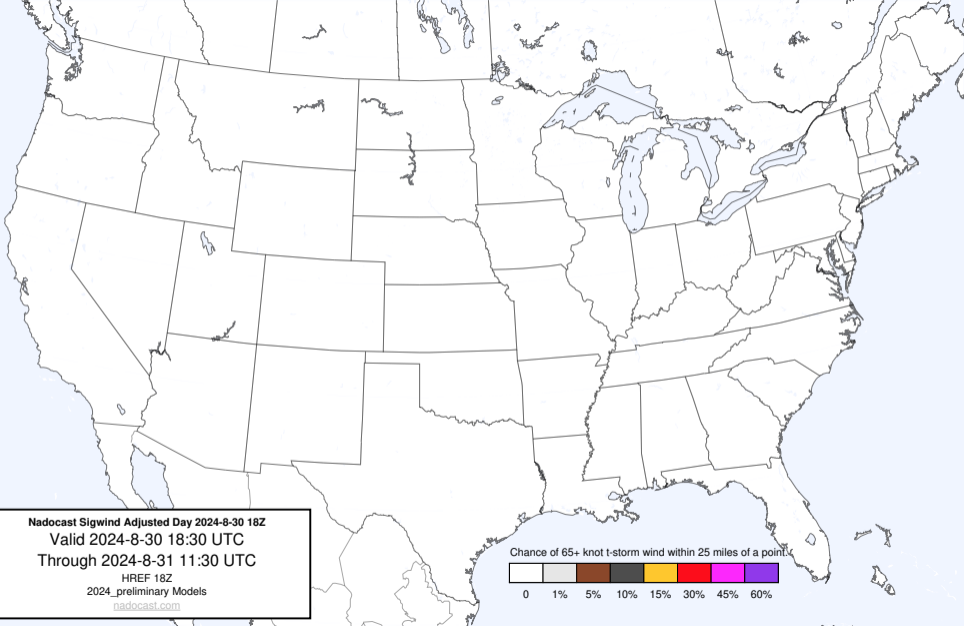 Nadocast Sigwind Adjusted Day 2024-8-30 18Z
Valid 2024-8-30 18:30 UTC
Through 2024-8-31 11:30 UTC
HREF 18Z
2024_preliminary Models
nadocast.com
Chance of 65+ knot t-storm wind within 25 miles of a point.
0 1% 5% 10% 15% 30% 45% 60%